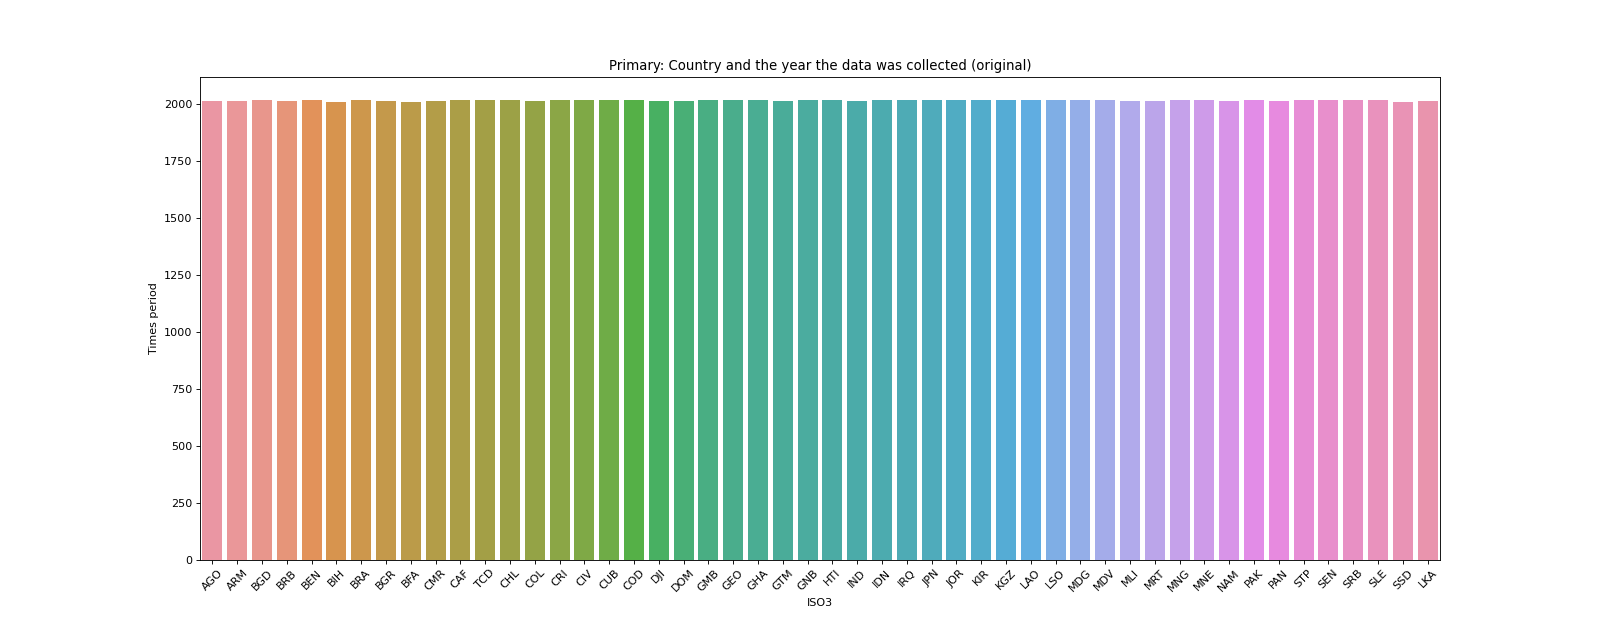 Primary: Country and the year the data was collected (original)
2000
1750
1500
1250
1000
750
500
250
0
Times period
AGO ARM BGD BRB BEN BIH BRA BGR BFA CMR CAF TCD CHL COL CRI CIV CUB COD DJI DOM GMB GEO GHA GTM GNB HTI IND IDN IRQ JPN JOR KIR KGZ LAO LSO MDG MDV MLI MRT MNG MNE NAM PAK PAN STP SEN SRB SLE SSD LKA
ISO3